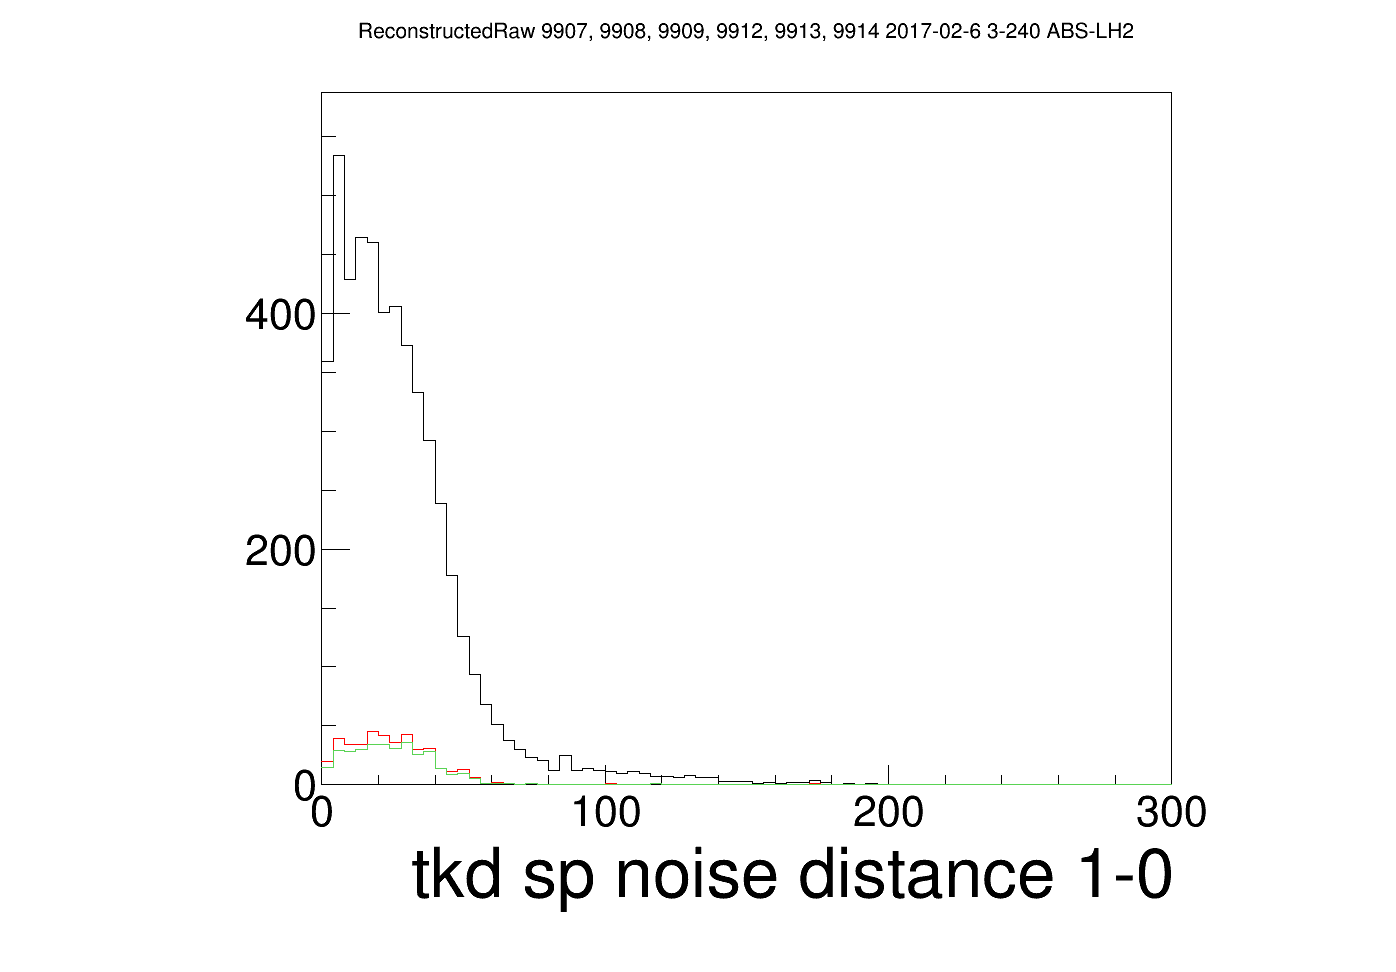 ReconstructedRaw 9907, 9908, 9909, 9912, 9913, 9914 2017-02-6 3-240 ABS-LH2
400
200
0
0 100 200 300
tkd sp noise distance 1-0